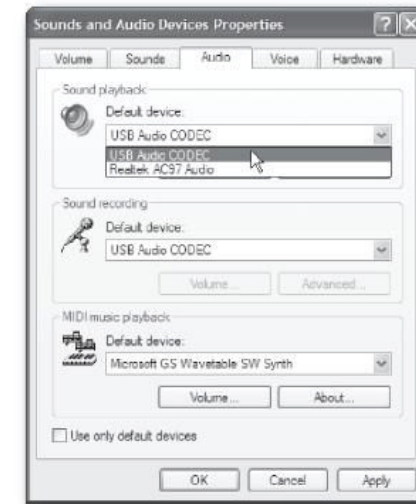 Sounds and Audio Devices Properties
Volume Sounds Audio Voice Hardware
Sound playback
Default device:
USB Audio CODEC
USB Audio CODEC
Realtek AC97 Audio
Sound recording
Default device:
USB Audio CODEC
Volume... Advanced...
MIDI music playback
Default device:
Microsoft GS Wavetable SW Synth
Volume... About...
Use only default devices
OK Cancel Apply